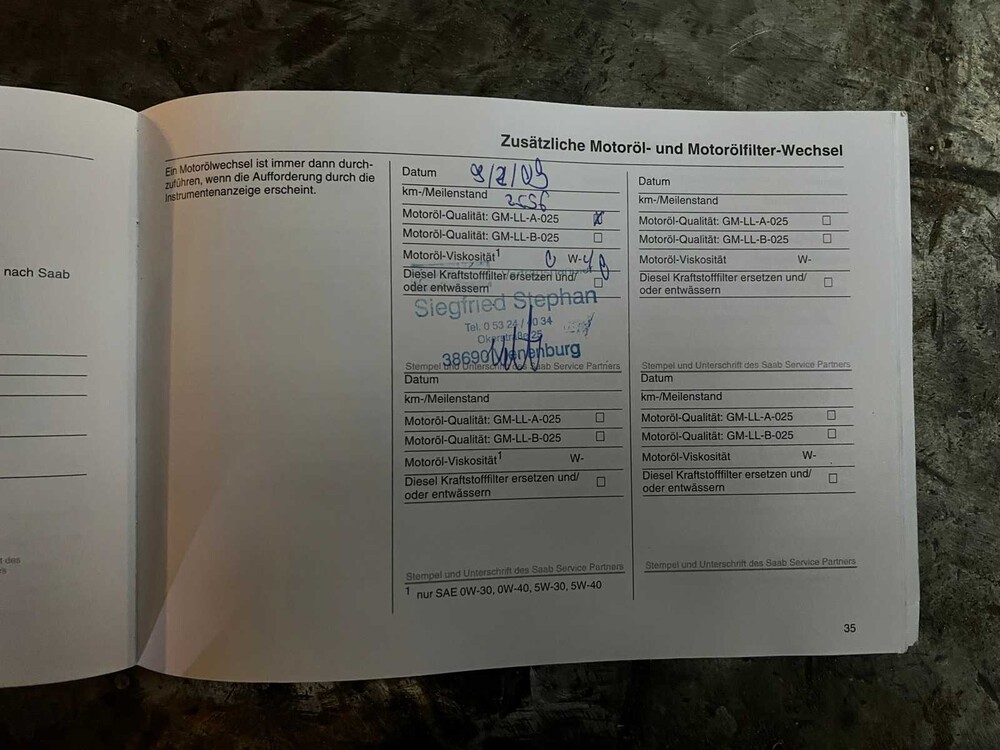 nach Saab
Zusätzliche Motoröl- und Motorölfilter-Wechsel
Ein Motorölwechsel ist immer dann durch-
zuführen, wenn die Aufforderung durch die
Instrumentenanzeige erscheint.
Datum
km-/Meilenstand
Motoröl-Qualität: GM-LL-A-025
Motoröl-Qualität: GM-LL-B-025
Motoröl-Viskosität¹ 0 W-40
Diesel Kraftstofffilter ersetzen und/
oder entwässern
Siegfried Stephan
Tel. 0 53 24 /
38690
Stempel und Unterschrift des Saab Service Partners
Datum
km-/Meilenstand
Motoröl-Qualität: GM-LL-A-025
Motoröl-Qualität: GM-LL-B-025
Motoröl-Viskosität¹ W-
Diesel Kraftstofffilter ersetzen und/
oder entwässern
Stempel und Unterschrift des Saab Service Partners
¹ nur SAE 0W-30, 0W-40, 5W-30, 5W-40
Datum
km-/Meilenstand
Motoröl-Qualität: GM-LL-A-025
Motoröl-Qualität: GM-LL-B-025
Motoröl-Viskosität W-
Diesel Kraftstofffilter ersetzen und/
oder entwässern
Stempel und Unterschrift des Saab Service Partners
Datum
km-/Meilenstand
Motoröl-Qualität: GM-LL-A-025
Motoröl-Qualität: GM-LL-B-025
Motoröl-Viskosität W-
Diesel Kraftstofffilter ersetzen und/
oder entwässern
Stempel und Unterschrift des Saab Service Partners
35